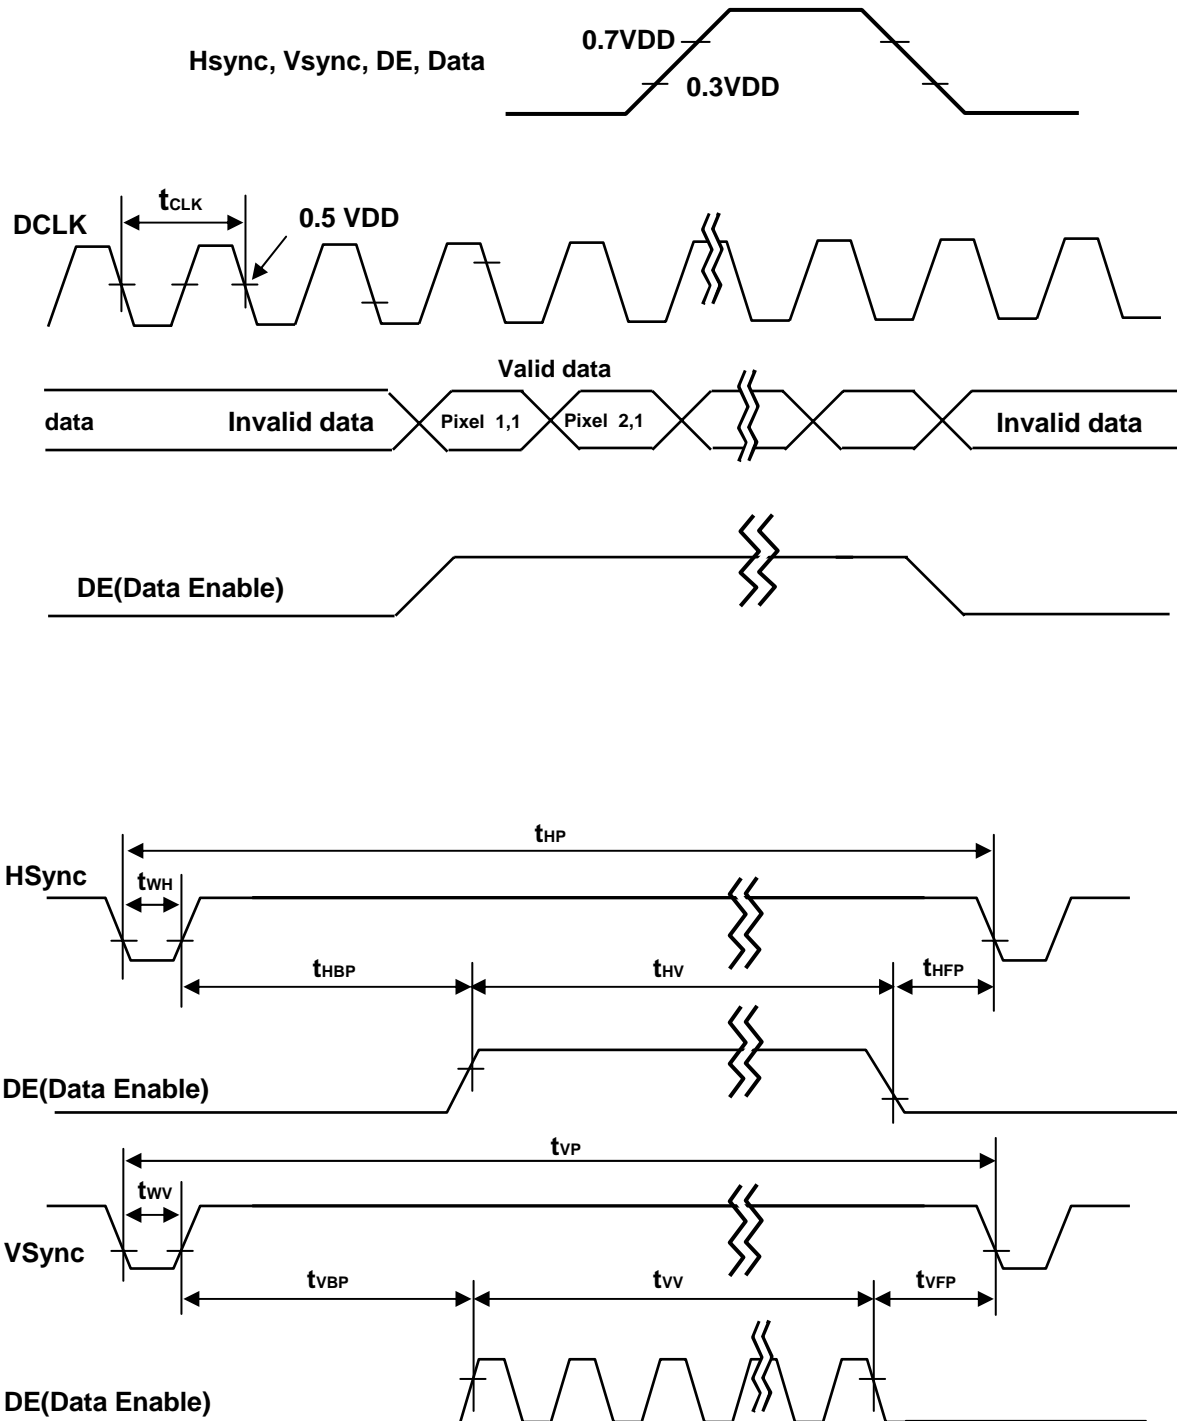 0.7VDD
Hsync, Vsync, DE, Data
0.3VDD
tCLK
DCLK
0.5 VDD
Valid data
data
Invalid data
Pixel 1,1
Pixel 2,1
Invalid data
DE(Data Enable)
tHP
HSync
tWH
tHBP
tHV
tHFP
DE(Data Enable)
tVP
tWV
VSync
tVBP
tVV
tVFP
DE(Data Enable)